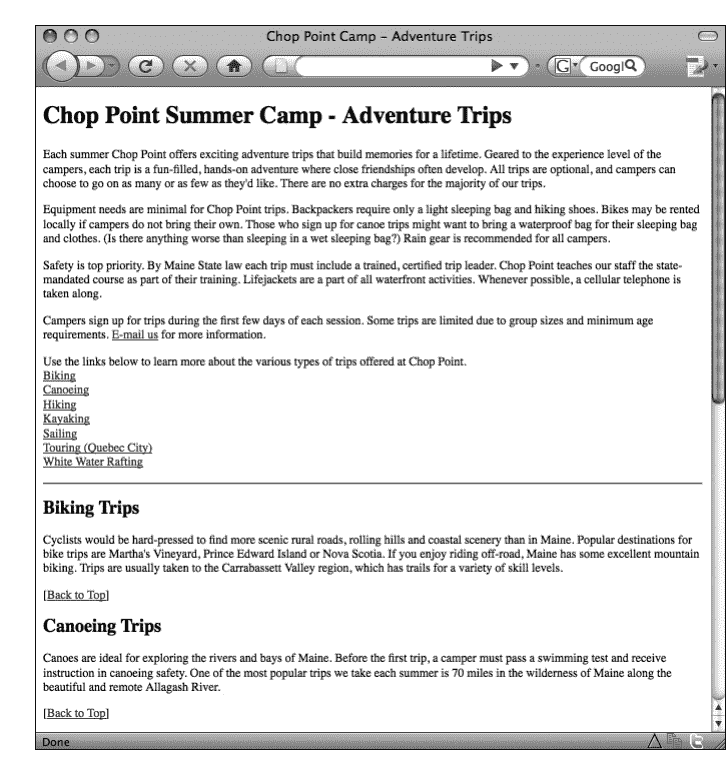 Chop Point Camp – Adventure Trips
Googl
Chop Point Summer Camp - Adventure Trips
Each summer Chop Point offers exciting adventure trips that build memories for a lifetime. Geared to the experience level of the
campers, each trip is a fun-filled, hands-on adventure where close friendships often develop. All trips are optional, and campers can
choose to go on as many or as few as they'd like. There are no extra charges for the majority of our trips.
Equipment needs are minimal for Chop Point trips. Backpackers require only a light sleeping bag and hiking shoes. Bikes may be rented
locally if campers do not bring their own. Those who sign up for canoe trips might want to bring a waterproof bag for their sleeping bag
and clothes. (Is there anything worse than sleeping in a wet sleeping bag?) Rain gear is recommended for all campers.
Safety is top priority. By Maine State law each trip must include a trained, certified trip leader. Chop Point teaches our staff the state-
mandated course as part of their training. Lifejackets are a part of all waterfront activities. Whenever possible, a cellular telephone is
taken along.
Campers sign up for trips during the first few days of each session. Some trips are limited due to group sizes and minimum age
requirements. E-mail us for more information.
Use the links below to learn more about the various types of trips offered at Chop Point.
Biking
Canoeing
Hiking
Kayaking
Sailing
Touring (Quebec City)
White Water Rafting
Biking Trips
Cyclists would be hard-pressed to find more scenic rural roads, rolling hills and coastal scenery than in Maine. Popular destinations for
bike trips are Martha's Vineyard, Prince Edward Island or Nova Scotia. If you enjoy riding off-road, Maine has some excellent mountain
biking. Trips are usually taken to the Carrabassett Valley region, which has trails for a variety of skill levels.
[Back to Top]
Canoeing Trips
Canoes are ideal for exploring the rivers and bays of Maine. Before the first trip, a camper must pass a swimming test and receive
instruction in canoeing safety. One of the most popular trips we take each summer is 70 miles in the wilderness of Maine along the
beautiful and remote Allagash River.
[Back to Top]
Done